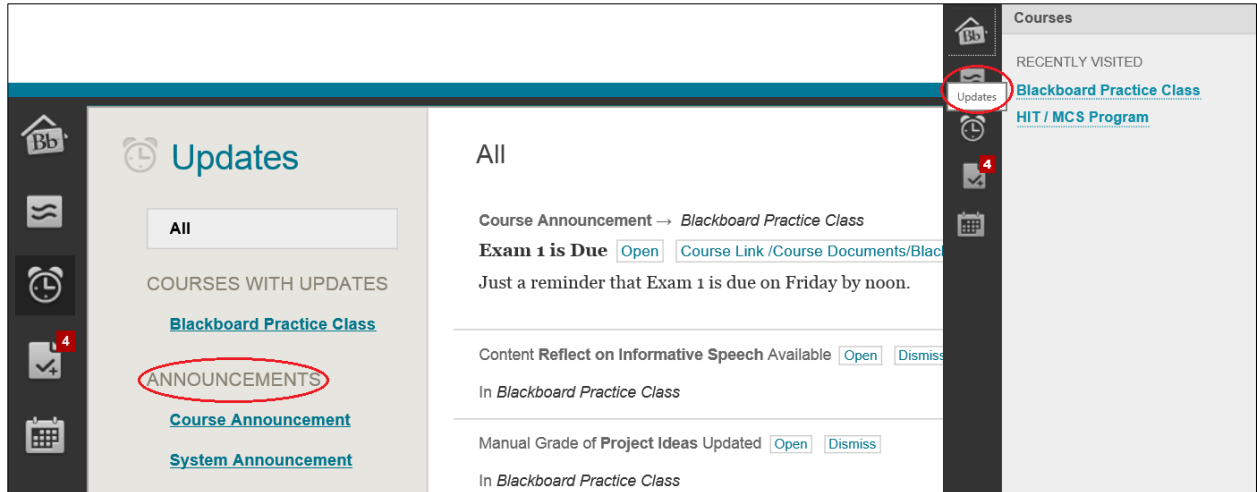 Bb
4
Updates
All
COURSES WITH UPDATES
Blackboard Practice Class
ANNOUNCEMENTS
Course Announcement
System Announcement
All
Course Announcement → Blackboard Practice Class
Exam 1 is Due Open Course Link /Course Documents/Blac
Just a reminder that Exam 1 is due on Friday by noon.
Content Reflect on Informative Speech Available Open Dismiss
In Blackboard Practice Class
Manual Grade of Project Ideas Updated Open Dismiss
In Blackboard Practice Class
Bb
Updates
4
Courses
RECENTLY VISITED
Blackboard Practice Class
HIT / MCS Program